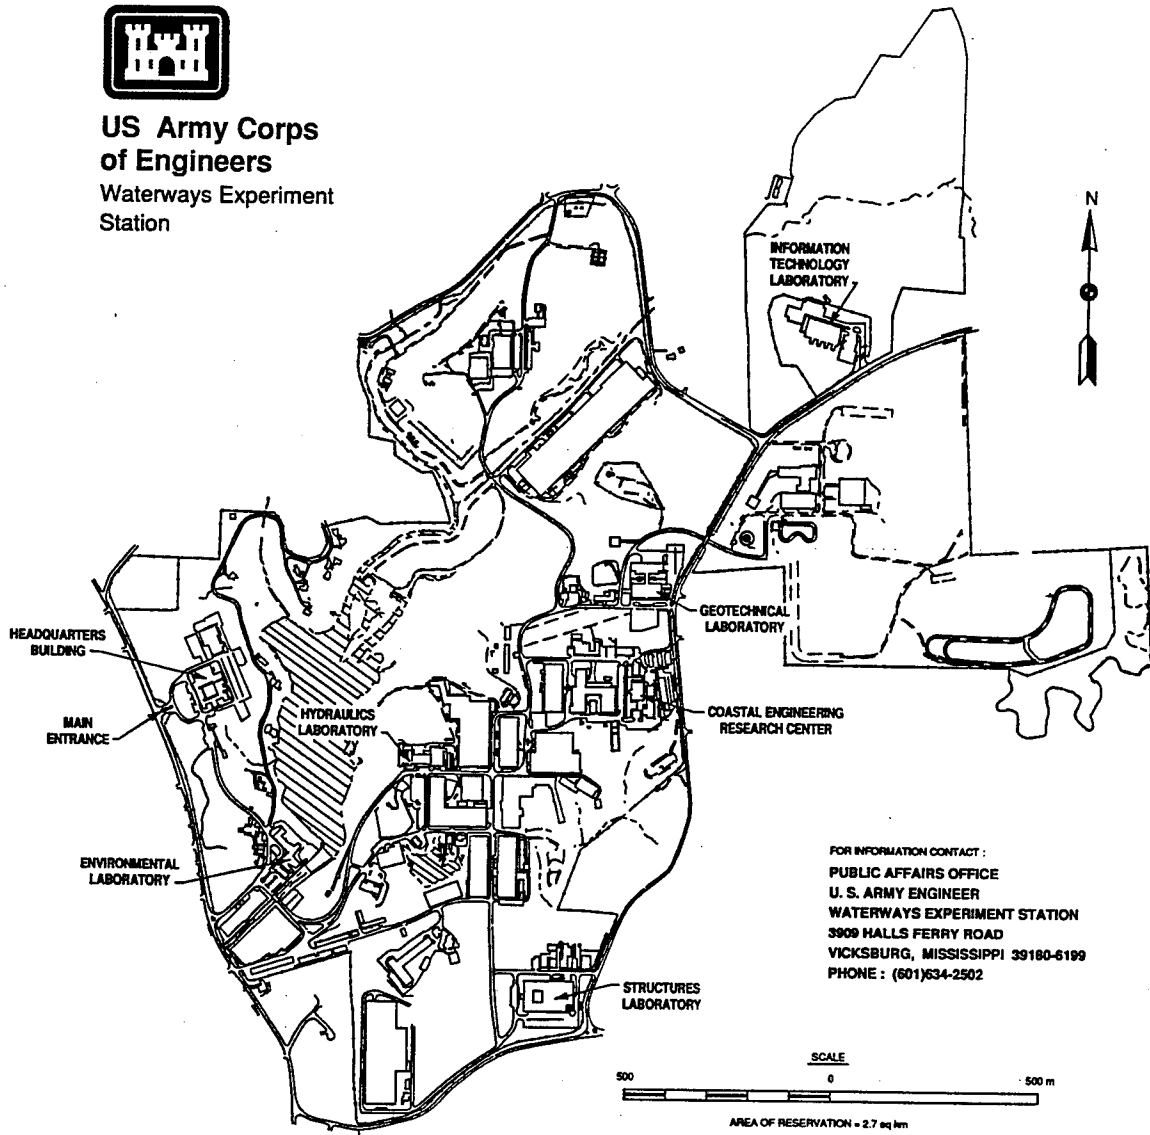 US Army Corps
of Engineers
Waterways Experiment
Station
N
INFORMATION
TECHNOLOGY
LABORATORY
GEOTECHNICAL
LABORATORY
HEADQUARTERS
BUILDING
MAIN
ENTRANCE
HYDRAULICS
LABORATORY
COASTAL ENGINEERING
RESEARCH CENTER
ENVIRONMENTAL
LABORATORY
STRUCTURES
LABORATORY
FOR INFORMATION CONTACT :
PUBLIC AFFAIRS OFFICE
U. S. ARMY ENGINEER
WATERWAYS EXPERIMENT STATION
3909 HALLS FERRY ROAD
VICKSBURG, MISSISSIPPI 39180-6199
PHONE : (601)634-2502
SCALE
500 0 500 m
AREA OF RESERVATION = 2.7 sq km